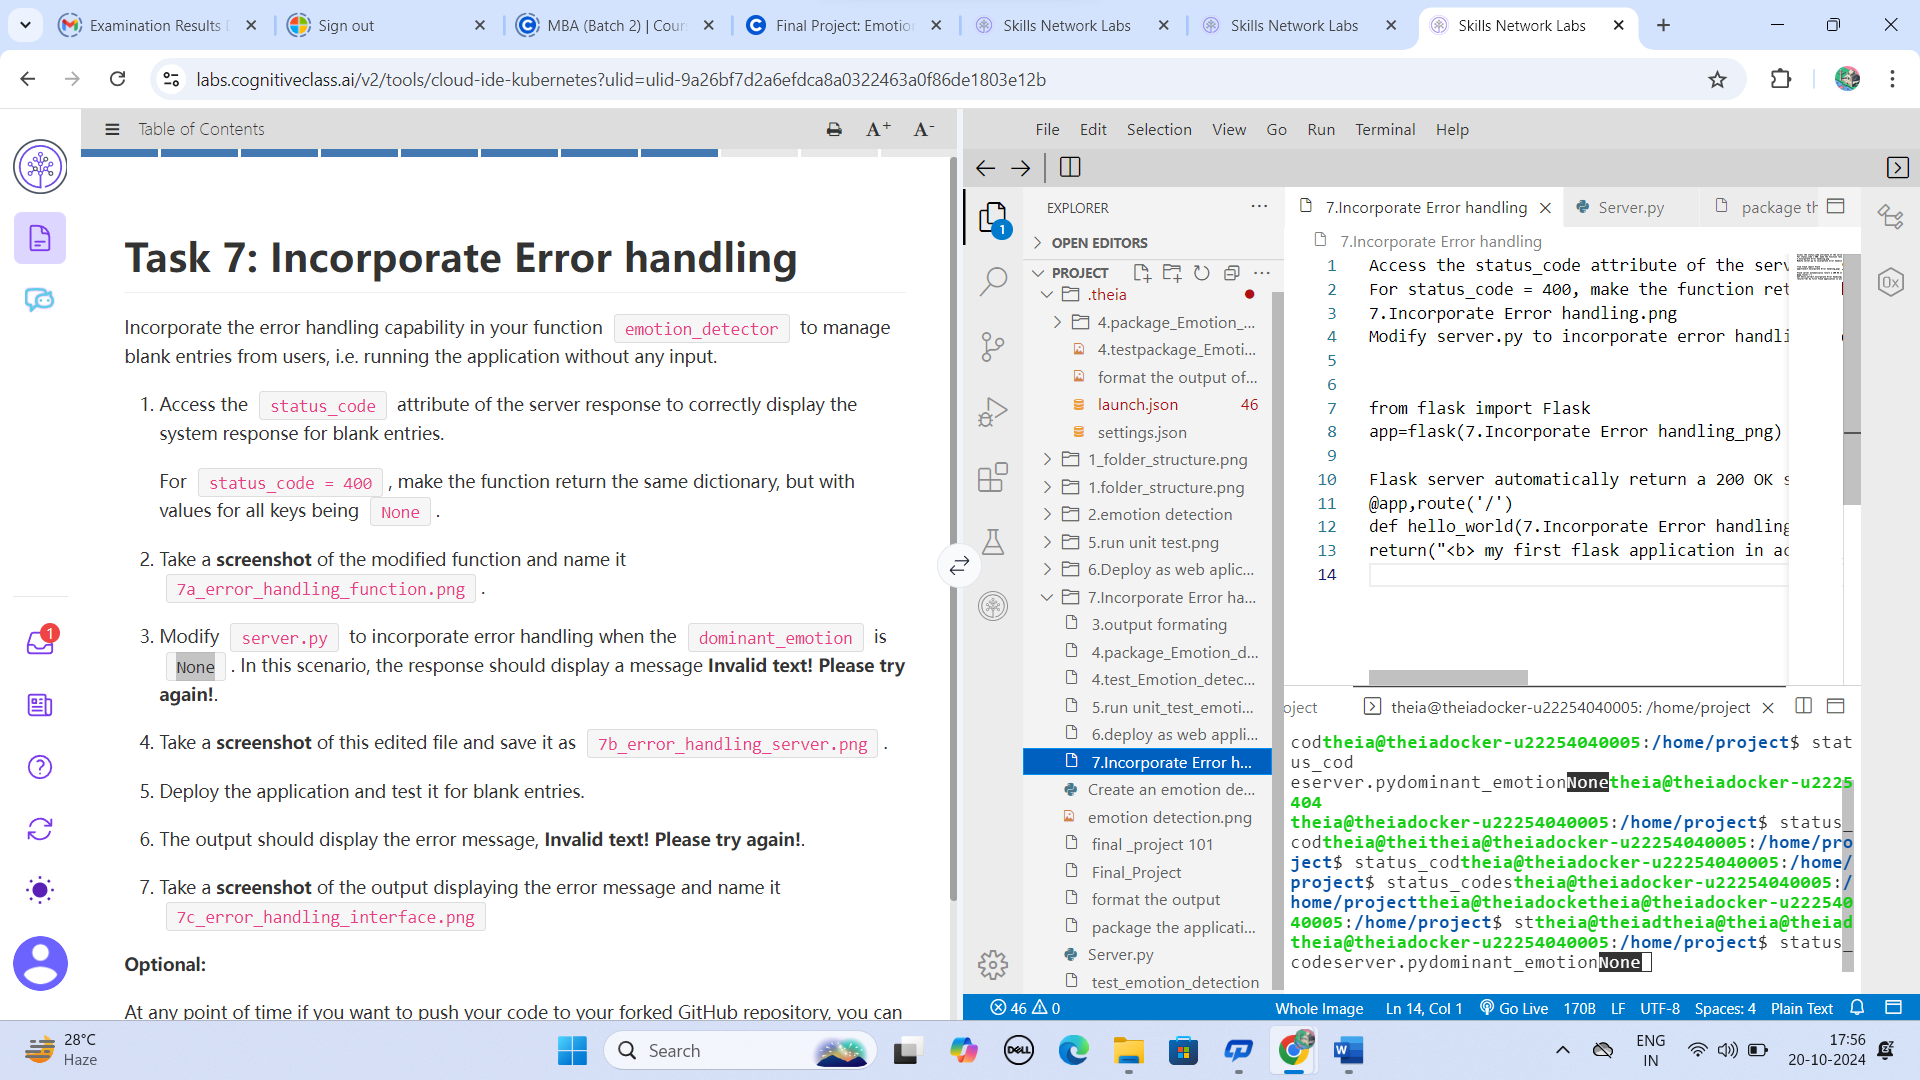 Examination Results D
Sign out
MBA (Batch 2) | Cour
Final Project: Emotion
Skills Network Labs
Skills Network Labs
Skills Network Labs
labs.cognitiveclass.ai/v2/tools/cloud-ide-kubernetes?ulid=ulid-9a26bf7d2a6efdca8a0322463a0f86de1803e12b
Table of Contents
A+ A-
Task 7: Incorporate Error handling
Incorporate the error handling capability in your function emotion_detector to manage
blank entries from users, i.e. running the application without any input.
1. Access the status_code attribute of the server response to correctly display the
system response for blank entries.
For status_code = 400 , make the function return the same dictionary, but with
values for all keys being None .
2. Take a screenshot of the modified function and name it
7a_error_handling_function.png .
3. Modify server.py to incorporate error handling when the dominant_emotion is
None . In this scenario, the response should display a message Invalid text! Please try
again!.
4. Take a screenshot of this edited file and save it as 7b_error_handling_server.png .
5. Deploy the application and test it for blank entries.
6. The output should display the error message, Invalid text! Please try again!.
7. Take a screenshot of the output displaying the error message and name it
7c_error_handling_interface.png
Optional:
At any point of time if you want to push your code to your forked GitHub repository, you can
1
File Edit Selection View Go Run Terminal Help
1
EXPLORER
OPEN EDITORS
PROJECT
.theia
4.package_Emotion_...
4.testpackage_Emoti...
format the output of...
launch.json 46
settings.json
1_folder_structure.png
1.folder_structure.png
2.emotion detection
5.run unit test.png
6.Deploy as web aplic...
7.Incorporate Error ha...
3.output formating
4.package_Emotion_d...
4.test_Emotion_detec...
5.run unit_test_emoti...
6.deploy as web appli...
7.Incorporate Error h...
Create an emotion de...
emotion detection.png
final _project 101
Final_Project
format the output
package the applicati...
Server.py
test_emotion_detection
7.Incorporate Error handling
Server.py
package th
7.Incorporate Error handling
1 Access the status_code attribute of the serv
2 For status_code = 400, make the function ret
3 7.Incorporate Error handling.png
4 Modify server.py to incorporate error handli
5
6
7 from flask import Flask
8 app=flask(7.Incorporate Error handling_png)
9
10 Flask server automatically return a 200 OK s
11 @app,route('/')
12 def hello_world(7.Incorporate Error handling
13 return("<b> my first flask application in ac
14
0x
oject
theia@theiadocker-u22254040005: /home/project
codtheia@theiadocker-u22254040005:/home/project$ stat
us_cod
eserver.pydominant_emotionNonetheia@theiadocker-u2225
404
theia@theiadocker-u22254040005:/home/project$ status_
codtheitheia@theiadocker-u22254040005:/home/pro
ject$ status_codtheia@theiadocker-u22254040005:/home/
project$ status_codestheia@theiadocker-u22254040005:/
home/projecttheia@theiadocketheia@theiadocker-u222540
40005:/home/project$ sttheia@theiadtheia@theia@theiad
theia@theiadocker-u22254040005:/home/project$ status_
codeserver.pydominant_emotionNone
46 0
Whole Image Ln 14, Col 1 Go Live 170B LF UTF-8 Spaces: 4 Plain Text
28°C
Haze
Search
DELL
ENG
IN
17:56
20-10-2024